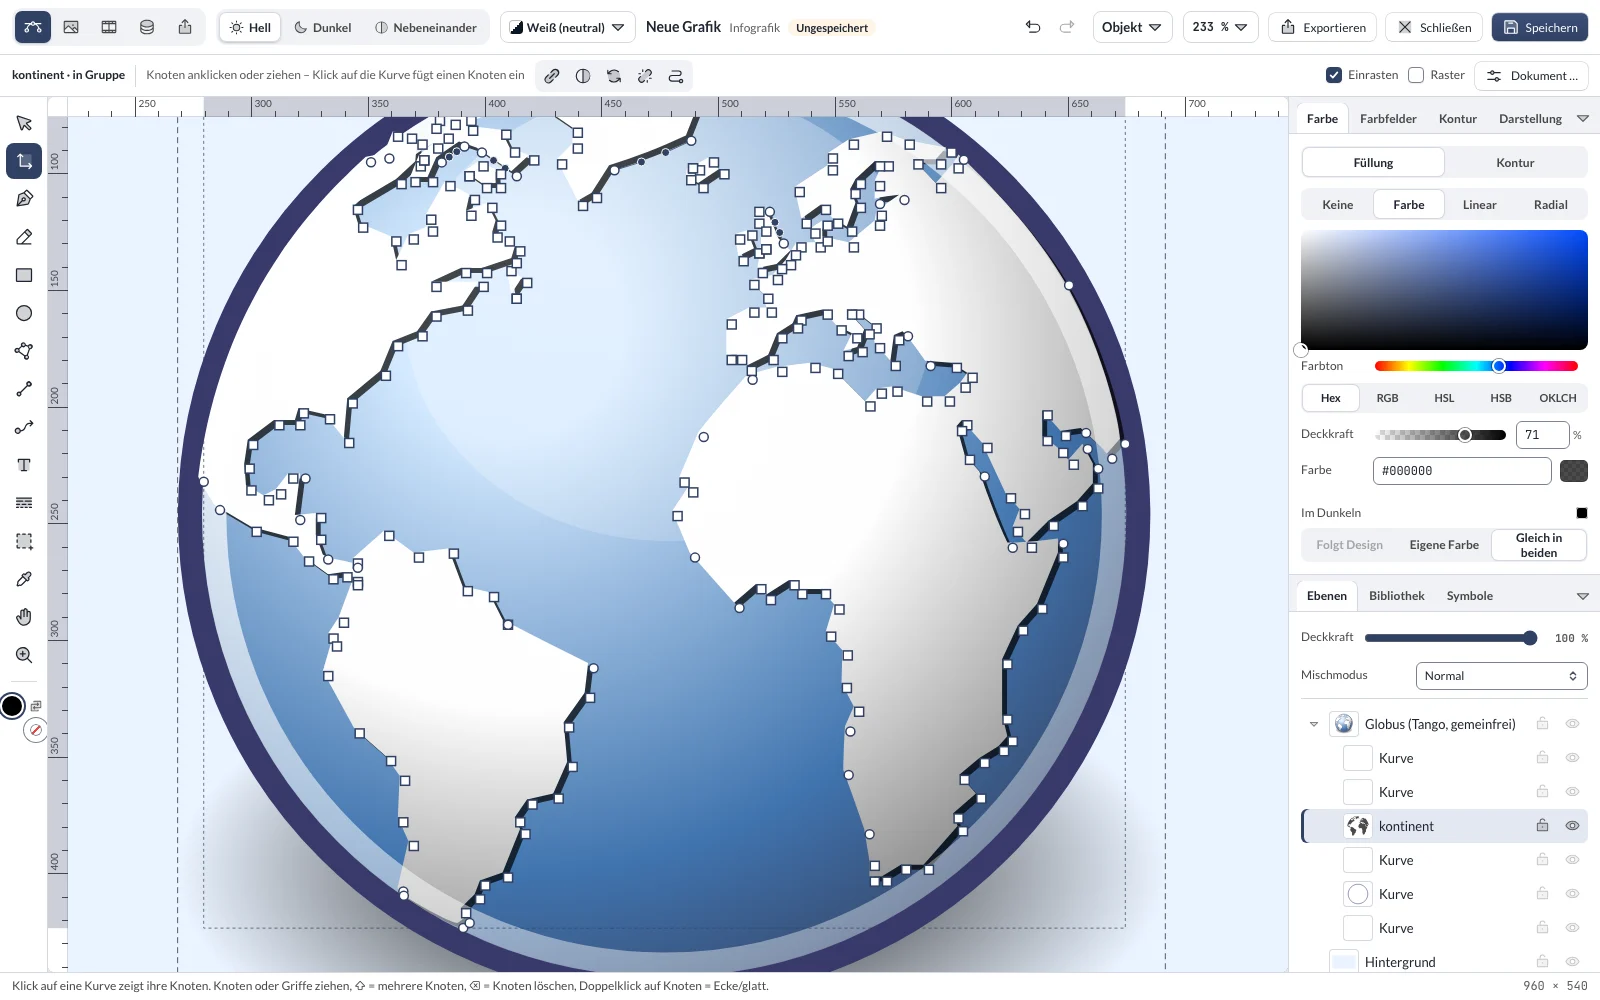 Hell
Dunkel
Nebeneinander
Weiß (neutral)
Neue Grafik
Infografik
Ungespeichert
Objekt
233 %
Exportieren
Schließen
Speichern
kontinent · in Gruppe
Knoten anklicken oder ziehen – Klick auf die Kurve fügt einen Knoten ein
Einrasten
Raster
Dokument ...
250 300 350 400 450 500 550 600 650 700
100
150
200
250
300
350
400
Farbe
Farbfelder
Kontur
Darstellung
Füllung
Kontur
Keine
Farbe
Linear
Radial
Farbton
Hex
RGB
HSL
HSB
OKLCH
Deckkraft
71
%
Farbe
#000000
Im Dunkeln
Folgt Design
Eigene Farbe
Gleich in
beiden
Ebenen
Bibliothek
Symbole
Deckkraft
100 %
Mischmodus
Normal
Globus (Tango, gemeinfrei)
Kurve
Kurve
kontinent
Kurve
Kurve
Kurve
Hintergrund
Klick auf eine Kurve zeigt ihre Knoten. Knoten oder Griffe ziehen, ⇧ = mehrere Knoten, ⌫ = Knoten löschen, Doppelklick auf Knoten = Ecke/glatt.
960 × 540